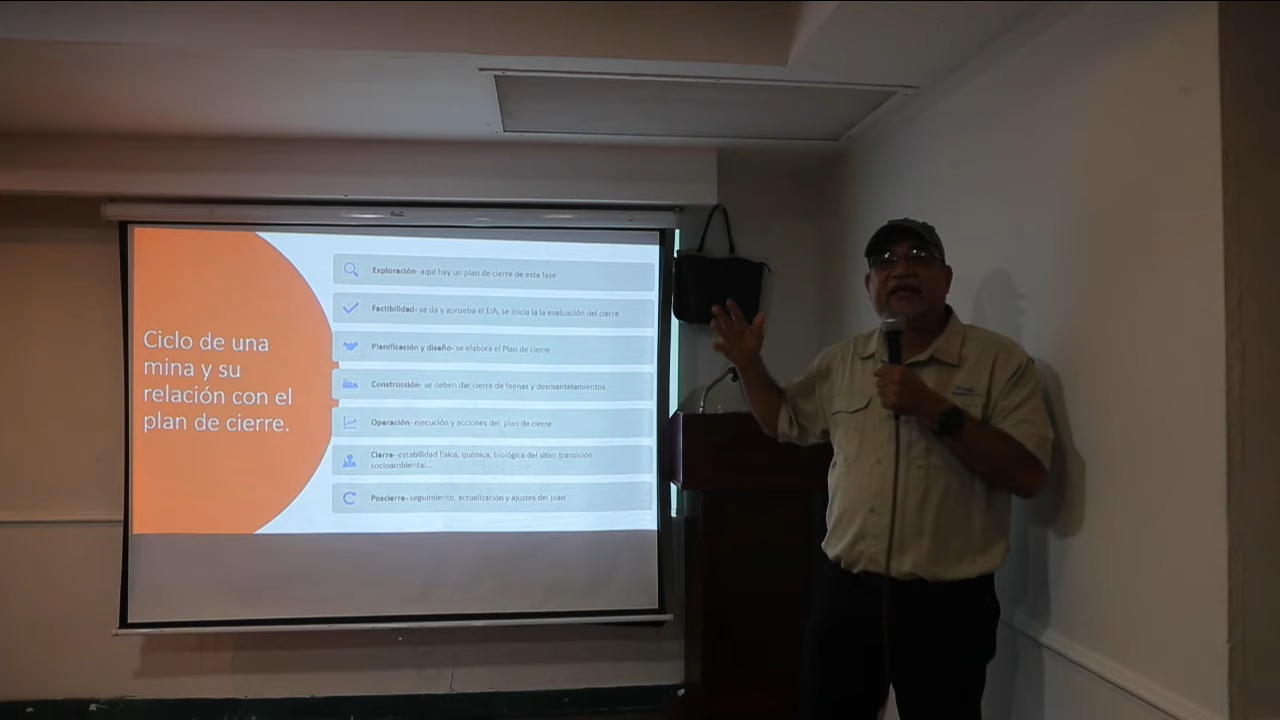 Ciclo de una
mina y su
relación con el
plan de cierre.
Exploración- aquí hay un plan de cierre de esta fase
Factibilidad- se da y aprueba el EIA, se inicia la la evaluación del cierre
Planificación y diseño- se elabora el Plan de cierre
Construcción- se deben dar cierre de faenas y desmantelamientos
Operación- ejecución y acciones del plan de cierre
Cierre- estabilidad física, química, biológica del sitio; transición
socioambiental...
Poscierre- seguimiento, actualización y ajustes del plan